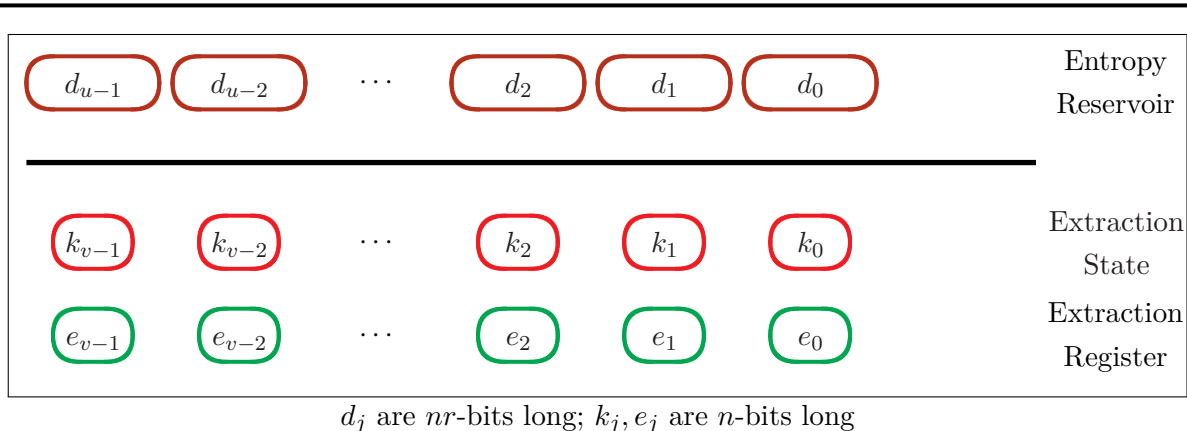 d_{u−1} d_{u−2} ⋯ d_2 d_1 d_0 Entropy
Reservoir
k_{v−1} k_{v−2} ⋯ k_2 k_1 k_0 Extraction
State
e_{v−1} e_{v−2} ⋯ e_2 e_1 e_0 Extraction
Register
d_j are nr-bits long; k_j, e_j are n-bits long